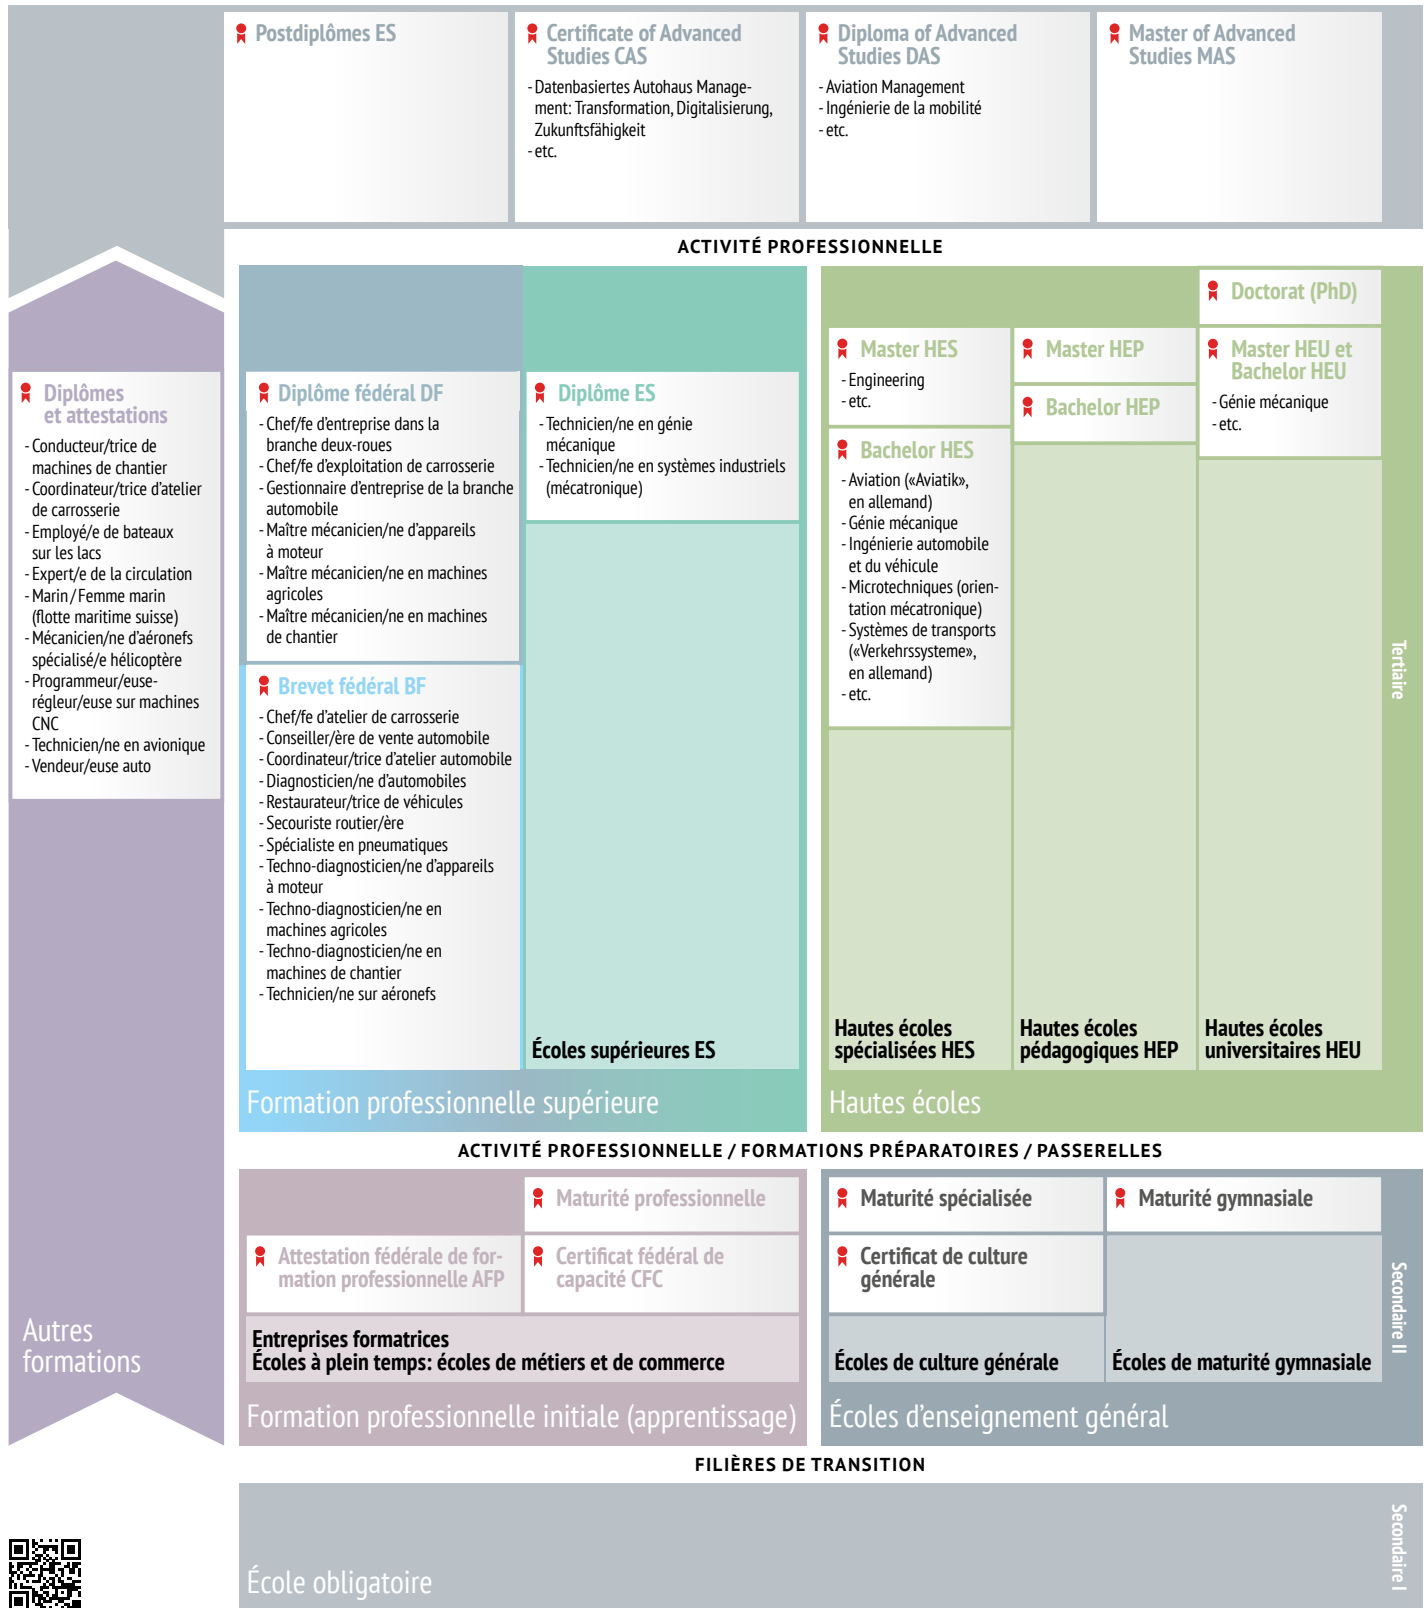 Postdiplômes ES
Certificate of Advanced
Studies CAS
- Datenbasiertes Autohaus Manage-
ment: Transformation, Digitalisierung,
Zukunftsfähigkeit
- etc.
Diploma of Advanced
Studies DAS
- Aviation Management
- Ingénierie de la mobilité
- etc.
Master of Advanced
Studies MAS
ACTIVITÉ PROFESSIONNELLE
Diplômes
et attestations
- Conducteur/trice de
machines de chantier
- Coordinateur/trice d'atelier
de carrosserie
- Employé/e de bateaux
sur les lacs
- Expert/e de la circulation
- Marin / Femme marin
(flotte maritime suisse)
- Mécanicien/ne d'aéronefs
spécialisé/e hélicoptère
- Programmeur/euse-
régleur/euse sur machines
CNC
- Technicien/ne en avionique
- Vendeur/euse auto
Autres
formations
Diplôme fédéral DF
- Chef/fe d'entreprise dans la
branche deux-roues
- Chef/fe d'exploitation de carrosserie
- Gestionnaire d'entreprise de la branche
automobile
- Maître mécanicien/ne d'appareils
à moteur
- Maître mécanicien/ne en machines
agricoles
- Maître mécanicien/ne en machines
de chantier
Brevet fédéral BF
- Chef/fe d'atelier de carrosserie
- Conseiller/ère de vente automobile
- Coordinateur/trice d'atelier automobile
- Diagnosticien/ne d'automobiles
- Restaurateur/trice de véhicules
- Secouriste routier/ère
- Spécialiste en pneumatiques
- Techno-diagnosticien/ne d'appareils
à moteur
- Techno-diagnosticien/ne en
machines agricoles
- Techno-diagnosticien/ne en
machines de chantier
- Technicien/ne sur aéronefs
Diplôme ES
- Technicien/ne en génie
mécanique
- Technicien/ne en systèmes industriels
(mécatronique)
Écoles supérieures ES
Formation professionnelle supérieure
Master HES
- Engineering
- etc.
Bachelor HES
- Aviation («Aviatik»,
en allemand)
- Génie mécanique
- Ingénierie automobile
et du véhicule
- Microtechniques (orien-
tation mécatronique)
- Systèmes de transports
(«Verkehrssysteme»,
en allemand)
- etc.
Hautes écoles
spécialisées HES
Master HEP
Bachelor HEP
Hautes écoles
pédagogiques HEP
Doctorat (PhD)
Master HEU et
Bachelor HEU
- Génie mécanique
- etc.
Hautes écoles
universitaires HEU
Hautes écoles
Tertiaire
ACTIVITÉ PROFESSIONNELLE / FORMATIONS PRÉPARATOIRES / PASSERELLES
Maturité professionnelle
Attestation fédérale de for-
mation professionnelle AFP
Certificat fédéral de
capacité CFC
Entreprises formatrices
Écoles à plein temps: écoles de métiers et de commerce
Formation professionnelle initiale (apprentissage)
Maturité spécialisée
Certificat de culture
générale
Écoles de culture générale
Maturité gymnasiale
Écoles de maturité gymnasiale
Écoles d'enseignement général
Secondaire II
FILIÈRES DE TRANSITION
École obligatoire
Secondaire I